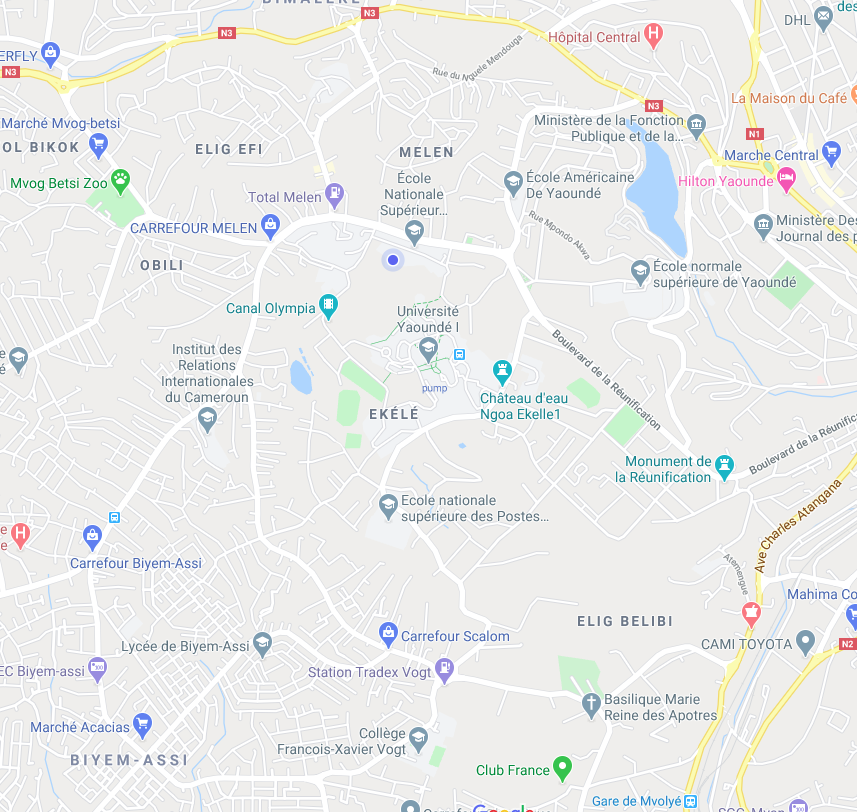 BIMALERE
N3
N3
ERFLY
N3
Rue du Nguele Mendouga
Hôpital Central
DHL
des
N3
La Maison du Café
N1
Marché Mvog-betsi
OL BIKOK
ELIG EFI
MELEN
Ministère de la Fonction
Publique et de la...
Marche Central
Mvog Betsi Zoo
Total Melen
École
Nationale
Supérieur...
École Américaine
De Yaoundé
Hilton Yaounde
CARREFOUR MELEN
Rue Mpondo Akwa
Ministère Des
Journal des p
OBILI
École normale
supérieure de Yaoundé
Canal Olympia
Université
Yaoundé I
Institut des
Relations
Internationales
du Cameroun
e
é
pump
Boulevard de la Réunification
Château d'eau
Ngoa Ekelle1
EKÉLÉ
Boulevard de la Réunifica
Monument de
la Réunification
Ecole nationale
supérieure des Postes...
Ave Charles Atangana
e
e
Carrefour Biyem-Assi
Atemengue
Mahima Co
ELIG BELIBI
Lycée de Biyem-Assi
Carrefour Scalom
CAMI TOYOTA
N2
EC Biyem-assi
Station Tradex Vogt
Basilique Marie
Reine des Apotres
Marché Acacias
Collège
Francois-Xavier Vogt
BIYEM-ASSI
Club France
Gare de Mvolyé
Google